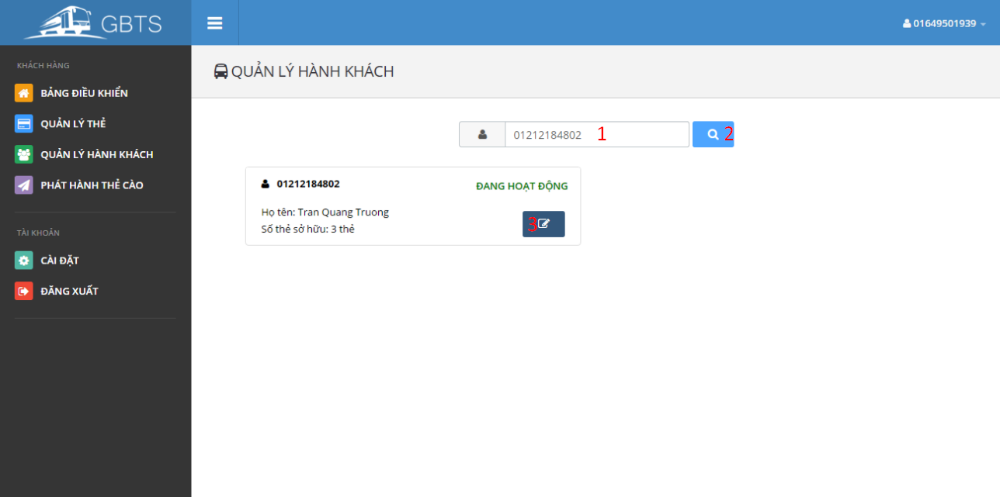 GBTS
01649501939
KHÁCH HÀNG
BẢNG ĐIỀU KHIỂN
QUẢN LÝ THẺ
QUẢN LÝ HÀNH KHÁCH
PHÁT HÀNH THẺ CÀO
TÀI KHOẢN
CÀI ĐẶT
ĐĂNG XUẤT
QUẢN LÝ HÀNH KHÁCH
01212184802 1 2
01212184802 ĐANG HOẠT ĐỘNG
Họ tên: Tran Quang Truong
Số thẻ sở hữu: 3 thẻ
3